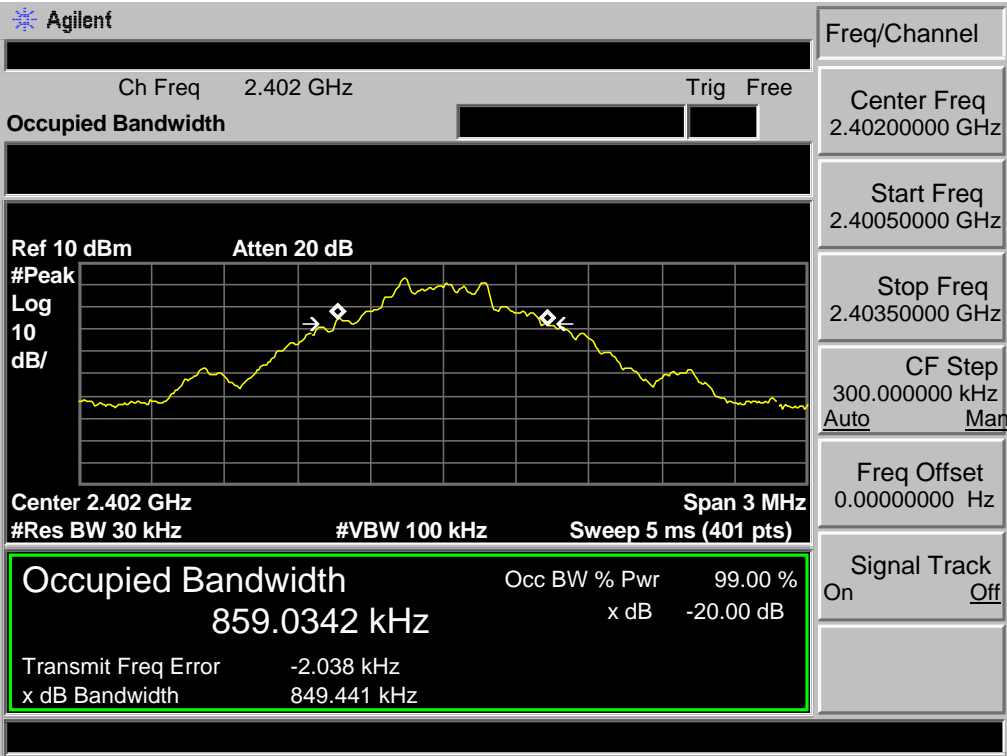 Agilent
Freq/Channel
Ch Freq 2.402 GHz Trig Free
Occupied Bandwidth
Center Freq
2.40200000 GHz
Start Freq
2.40050000 GHz
Ref 10 dBm Atten 20 dB
#Peak
Log
10
dB/
Stop Freq
2.40350000 GHz
CF Step
300.000000 kHz
Auto Man
Freq Offset
0.00000000 Hz
Center 2.402 GHz Span 3 MHz
#Res BW 30 kHz #VBW 100 kHz Sweep 5 ms (401 pts)
Signal Track
On Off
Occupied Bandwidth Occ BW % Pwr 99.00 %
859.0342 kHz x dB -20.00 dB
Transmit Freq Error -2.038 kHz
x dB Bandwidth 849.441 kHz